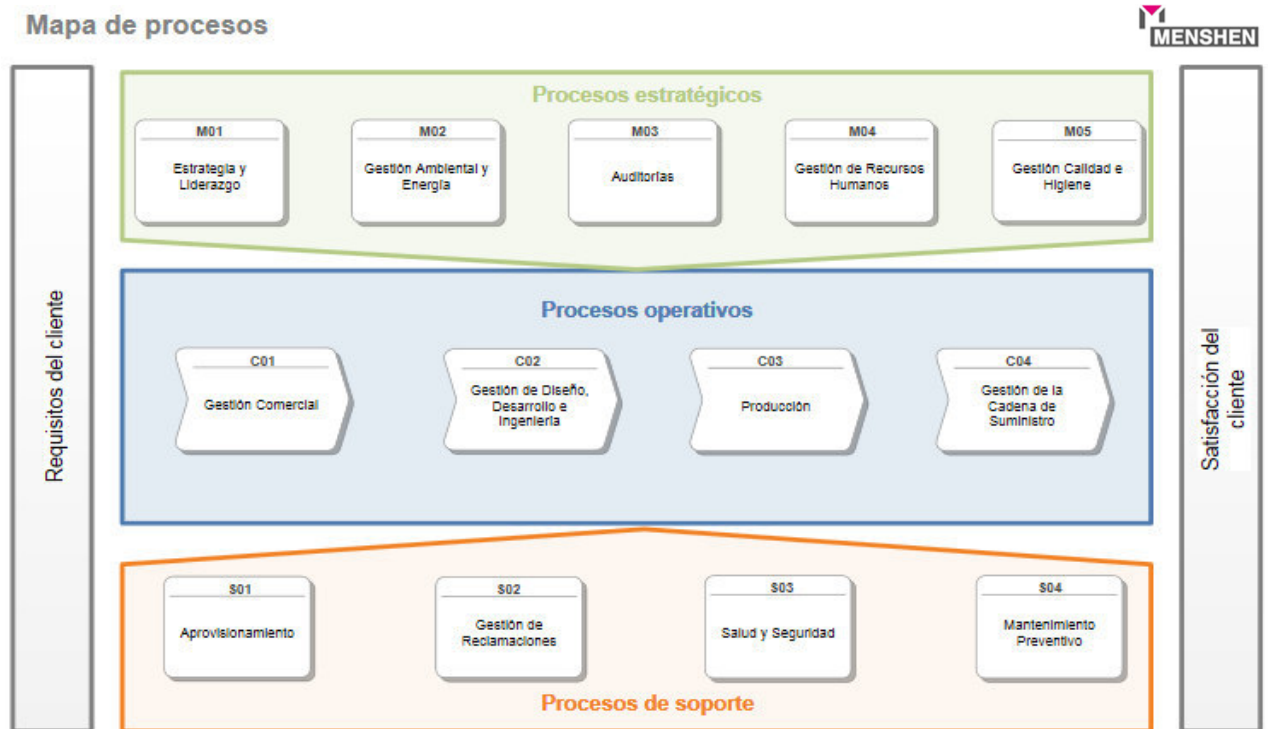 Mapa de procesos
MENSHEN
Requisitos del cliente
Procesos estratégicos
M01
Estrategia y
Liderazgo
M02
Gestión Ambiental y
Energía
M03
Auditorías
M04
Gestión de Recursos
Humanos
M05
Gestión Calidad e
Higiene
Procesos operativos
C01
Gestión Comercial
C02
Gestión de Diseño,
Desarrollo e
Ingeniería
C03
Producción
C04
Gestión de la
Cadena de
Suministro
S01
Aprovisionamiento
S02
Gestión de
Reclamaciones
S03
Salud y Seguridad
S04
Mantenimiento
Preventivo
Procesos de soporte
Satisfacción del
cliente